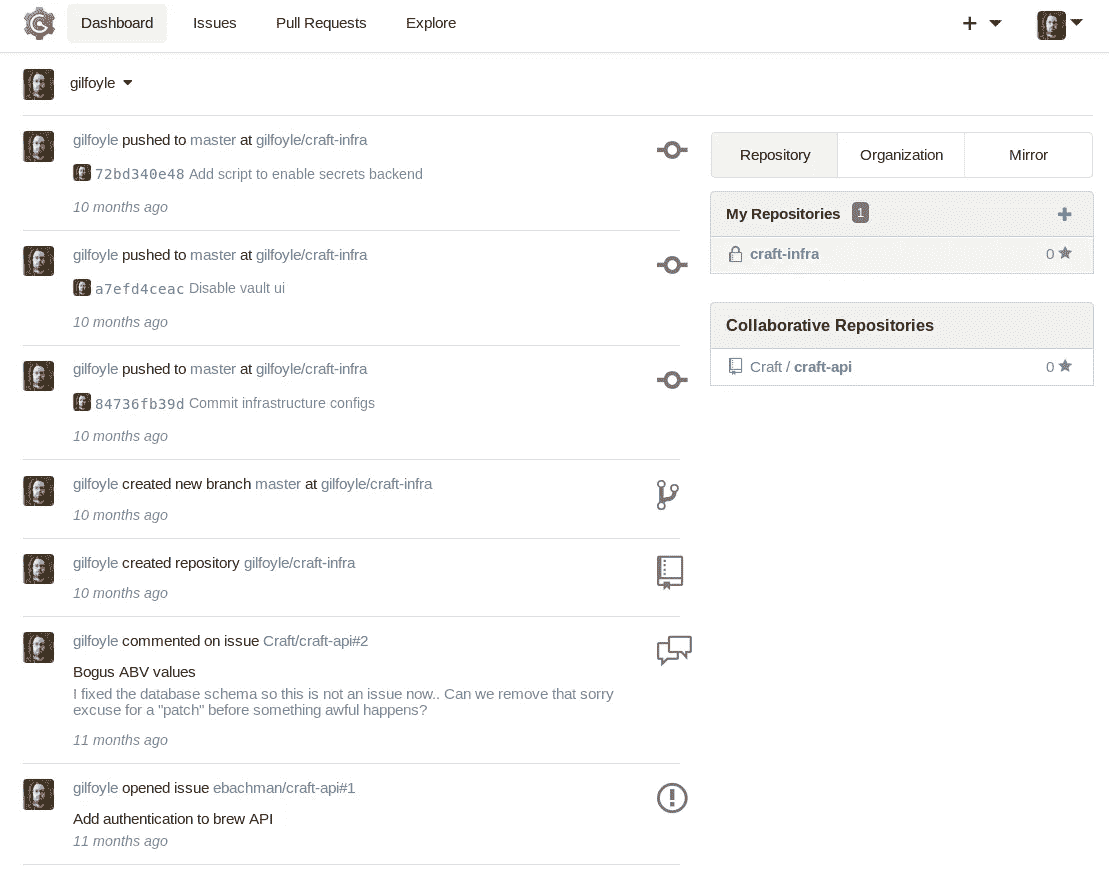 Dashboard Issues Pull Requests Explore
gilfoyle
gilfoyle pushed to master at gilfoyle/craft-infra
72bd340e48 Add script to enable secrets backend
10 months ago
gilfoyle pushed to master at gilfoyle/craft-infra
a7efd4ceac Disable vault ui
10 months ago
gilfoyle pushed to master at gilfoyle/craft-infra
84736fb39d Commit infrastructure configs
10 months ago
gilfoyle created new branch master at gilfoyle/craft-infra
10 months ago
gilfoyle created repository gilfoyle/craft-infra
10 months ago
gilfoyle commented on issue Craft/craft-api#2
Bogus ABV values
I fixed the database schema so this is not an issue now.. Can we remove that sorry
excuse for a "patch" before something awful happens?
11 months ago
gilfoyle opened issue ebachman/craft-api#1
Add authentication to brew API
11 months ago
Repository Organization Mirror
My Repositories 1
craft-infra 0
Collaborative Repositories
Craft / craft-api 0